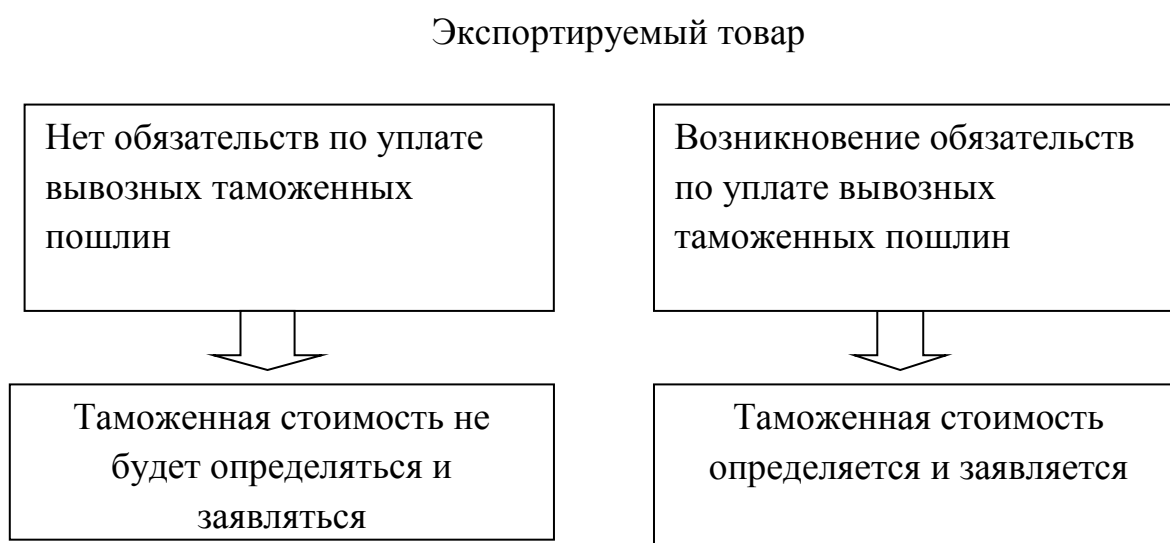 Экспортируемый товар
Нет обязательств по уплате
вывозных таможенных
пошлин
Возникновение обязательств
по уплате вывозных
таможенных пошлин
Таможенная стоимость не
будет определяться и
заявляться
Таможенная стоимость
определяется и заявляется